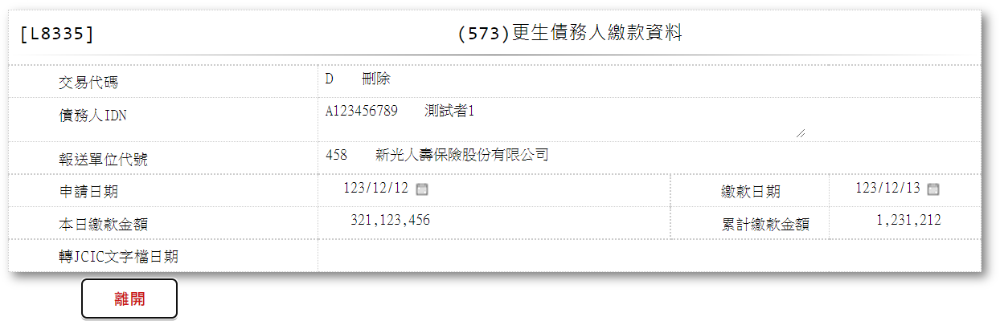 [L8335] (573)更生債務人繳款資料
交易代碼 D 刪除
債務人IDN A123456789 測試者1
報送單位代號 458 新光人壽保險股份有限公司
申請日期 123/12/12 繳款日期 123/12/13
本日繳款金額 321,123,456 累計繳款金額 1,231,212
轉JCIC文字檔日期
離開